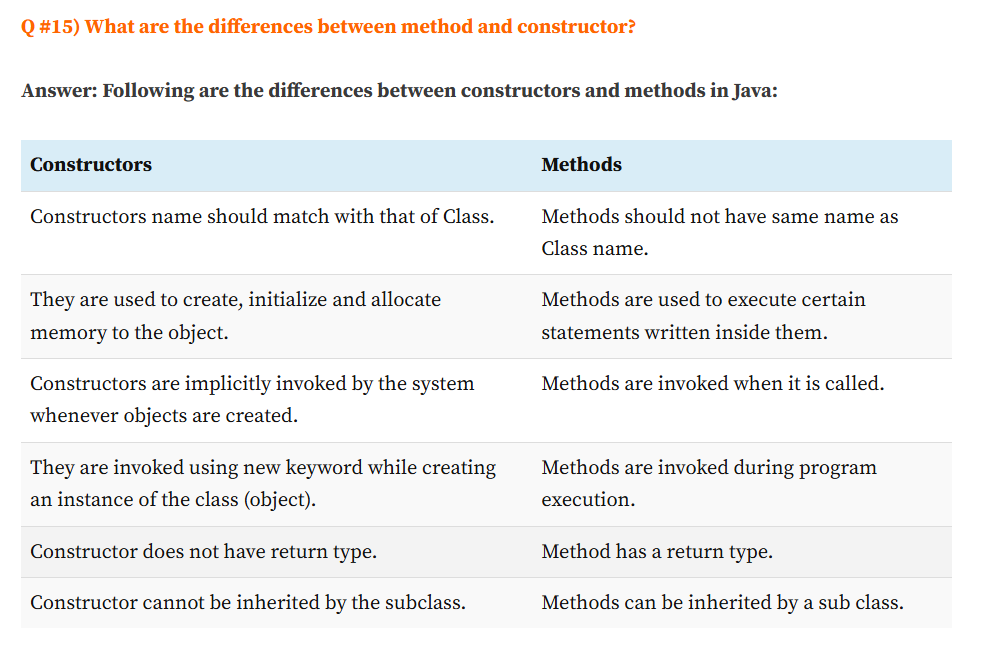 Q #15) What are the differences between method and constructor?
Answer: Following are the differences between constructors and methods in Java:
Constructors
Methods
Constructors name should match with that of Class.
Methods should not have same name as
Class name.
They are used to create, initialize and allocate
memory to the object.
Methods are used to execute certain
statements written inside them.
Constructors are implicitly invoked by the system
whenever objects are created.
Methods are invoked when it is called.
They are invoked using new keyword while creating
an instance of the class (object).
Methods are invoked during program
execution.
Constructor does not have return type.
Method has a return type.
Constructor cannot be inherited by the subclass.
Methods can be inherited by a sub class.